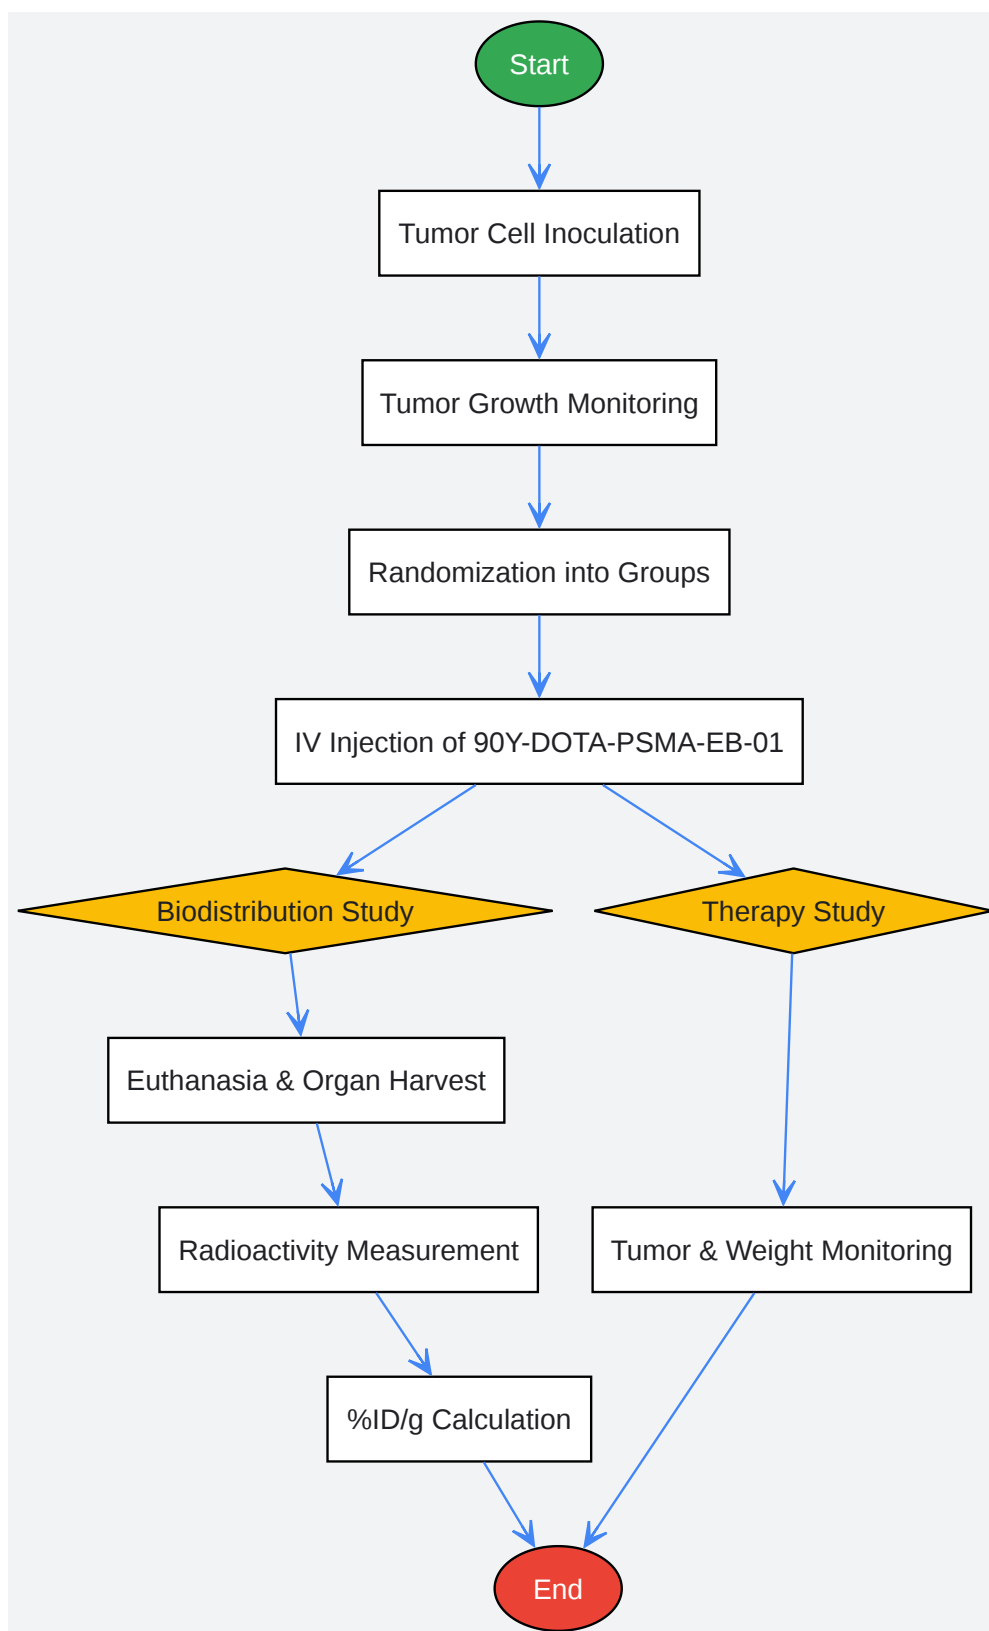 Start
Tumor Cell Inoculation
Tumor Growth Monitoring
Randomization into Groups
IV Injection of 90Y-DOTA-PSMA-EB-01
Biodistribution Study
Therapy Study
Euthanasia & Organ Harvest
Radioactivity Measurement
Tumor & Weight Monitoring
%ID/g Calculation
End